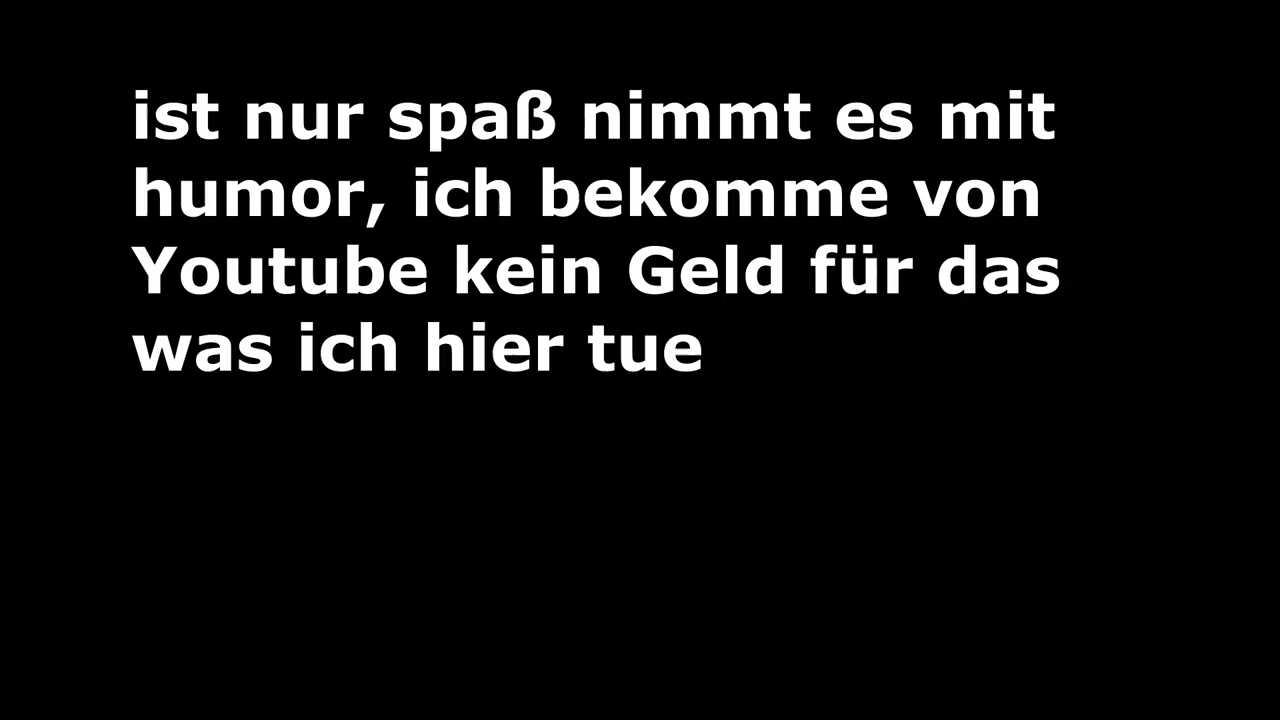 ist nur spaß nimmt es mit
humor, ich bekomme von
Youtube kein Geld für das
was ich hier tue